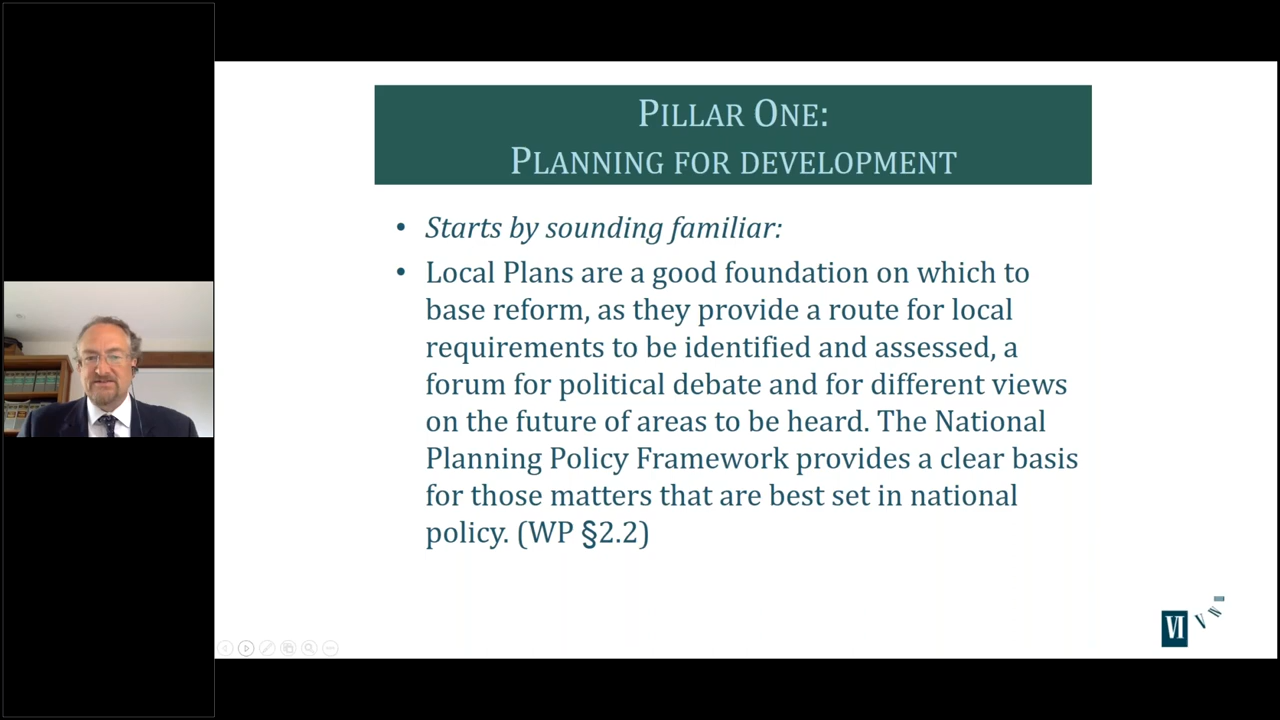 PILLAR ONE:
PLANNING FOR DEVELOPMENT
• Starts by sounding familiar:
• Local Plans are a good foundation on which to
base reform, as they provide a route for local
requirements to be identified and assessed, a
forum for political debate and for different views
on the future of areas to be heard. The National
Planning Policy Framework provides a clear basis
for those matters that are best set in national
policy. (WP §2.2)
VI